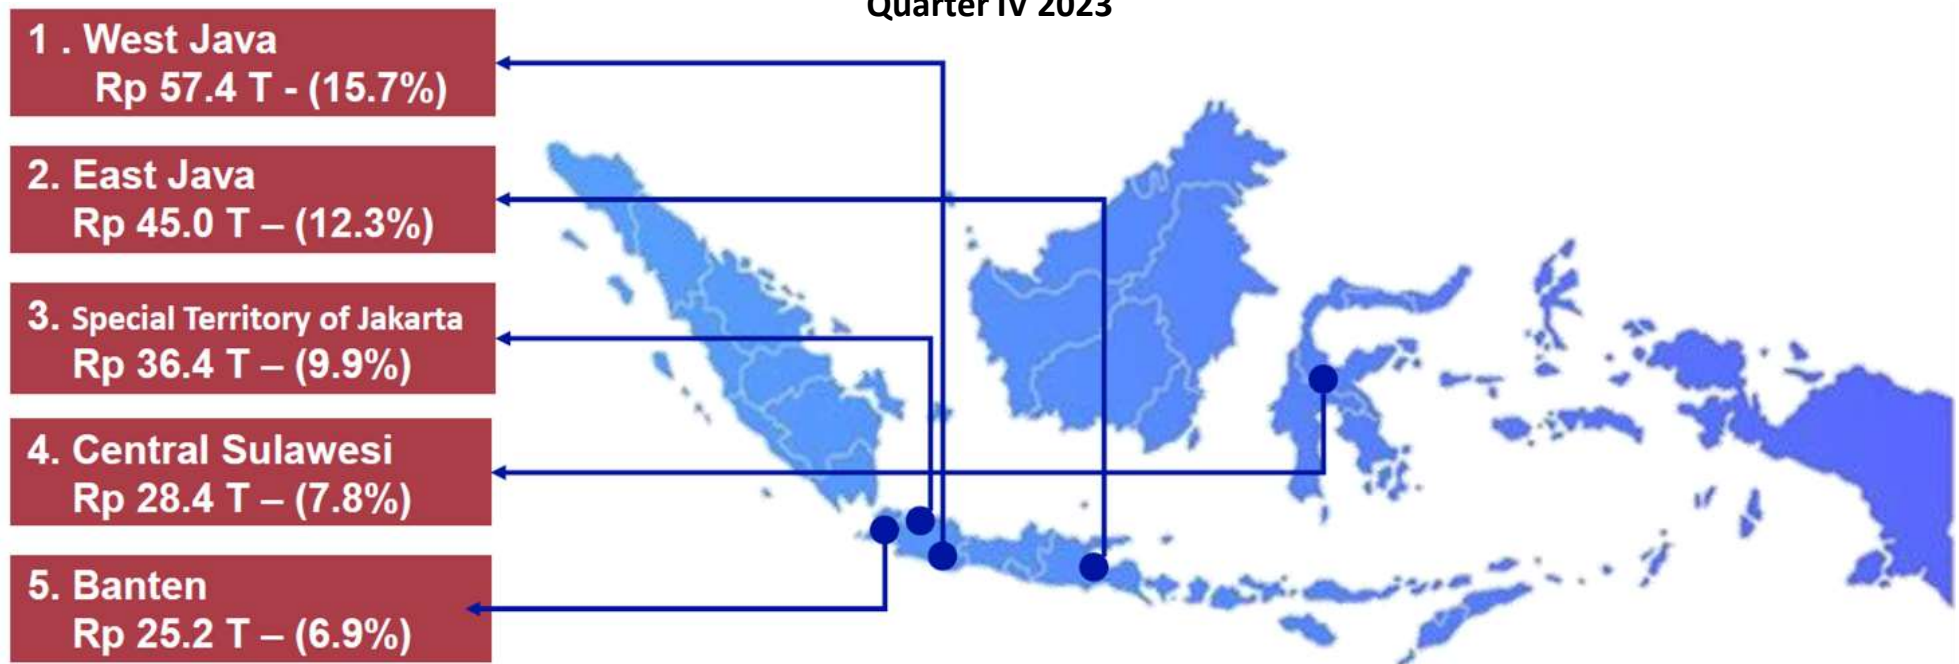 Quarter IV 2023
1 . West Java
Rp 57.4 T - (15.7%)
2. East Java
Rp 45.0 T – (12.3%)
3. Special Territory of Jakarta
Rp 36.4 T – (9.9%)
4. Central Sulawesi
Rp 28.4 T – (7.8%)
5. Banten
Rp 25.2 T – (6.9%)